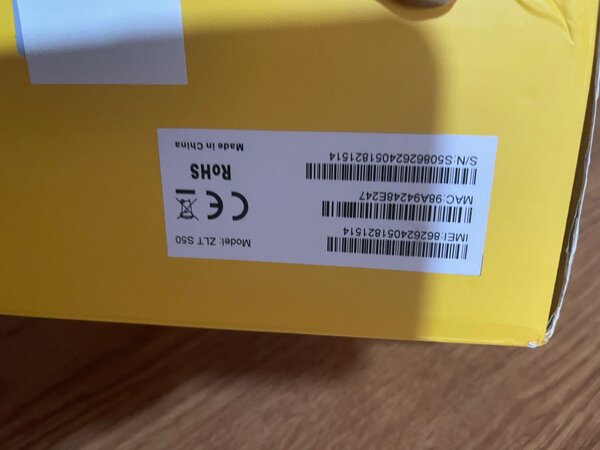 IMEI:862624051821514
MAC:98A94248E247
S/N:S50862624051821514
Model: ZLT S50
CE
RoHS
Made in China